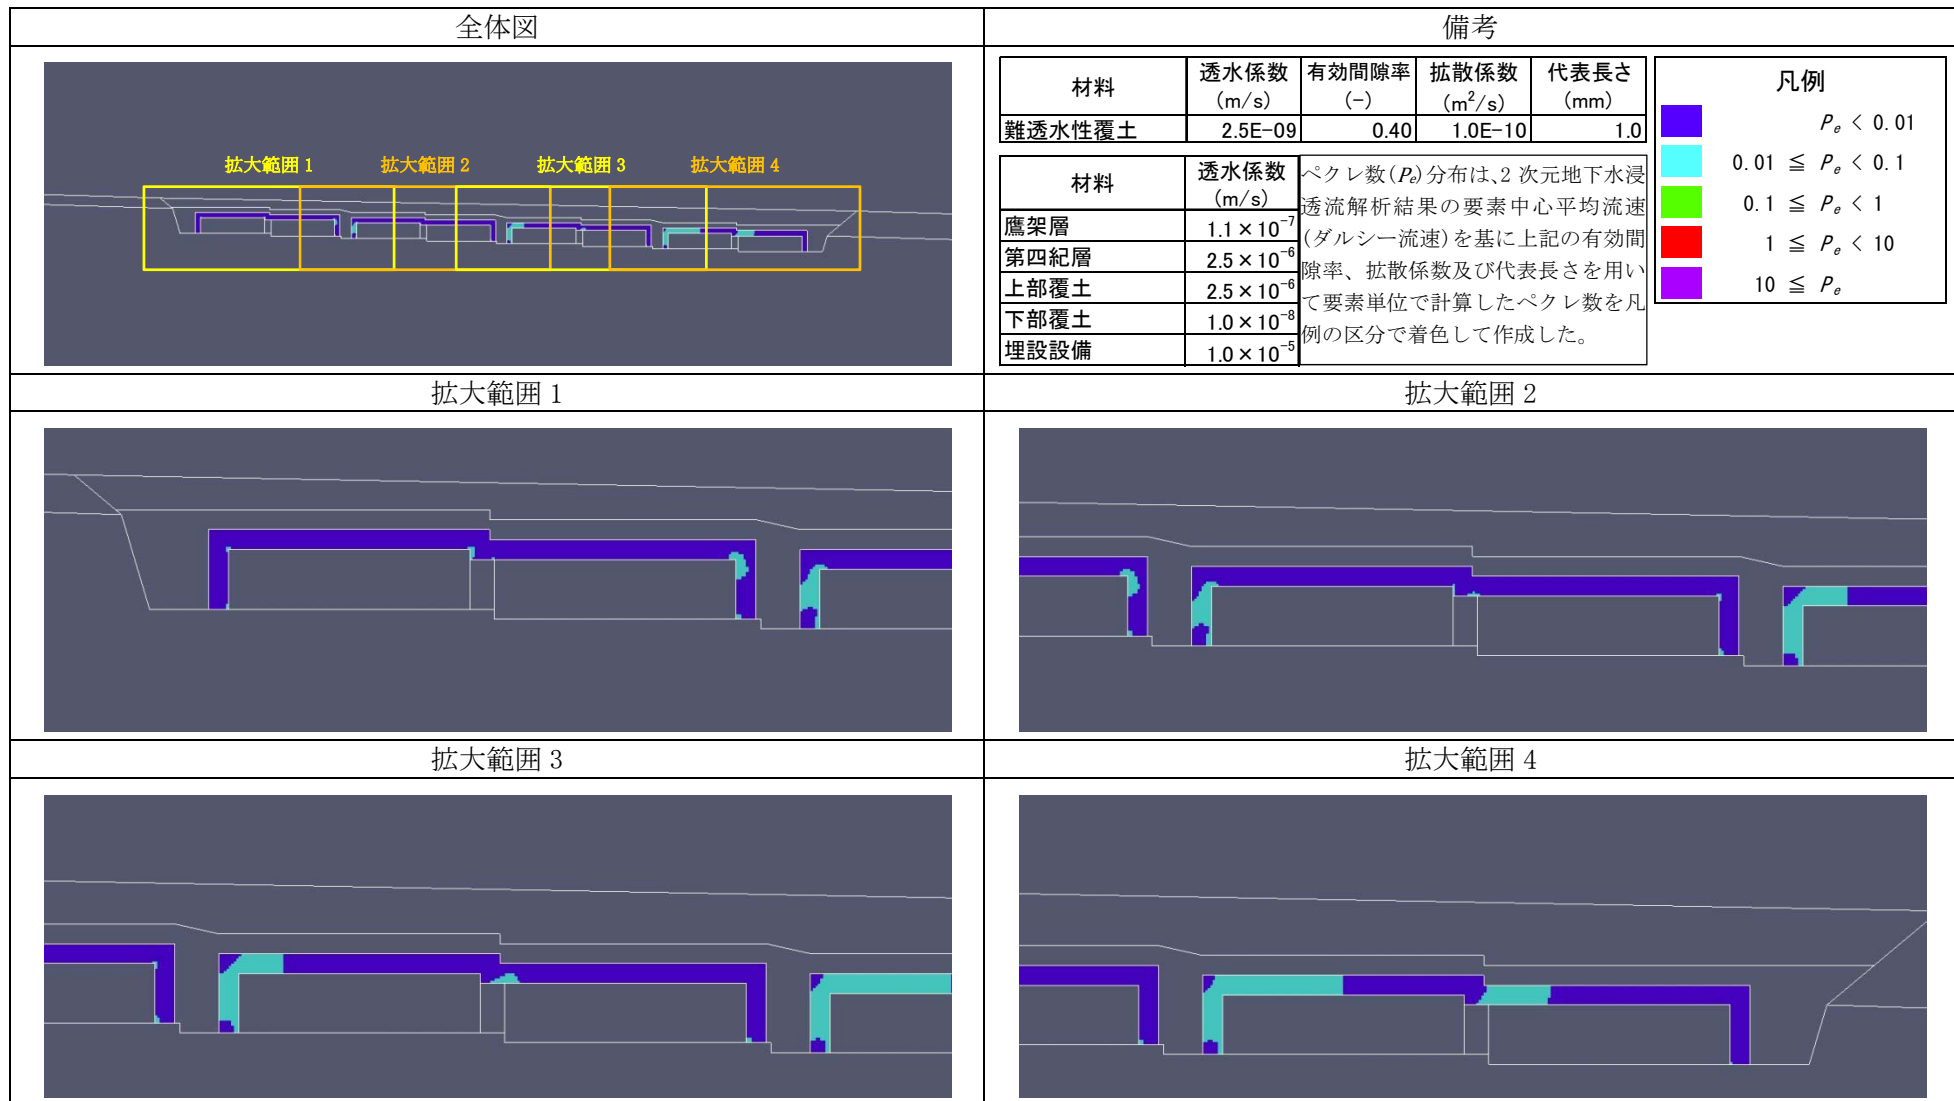 全体図
備考
拡大範囲 1
拡大範囲 2
拡大範囲 3
拡大範囲 4
材料 透水係数 (m/s) 有効間隙率 (-) 拡散係数 (m²/s) 代表長さ (mm)
難透水性覆土 2.5E-09 0.40 1.0E-10 1.0
材料 透水係数 (m/s)
鷹架層 1.1×10⁻⁷
第四紀層 2.5×10⁻⁶
上部覆土 2.5×10⁻⁶
下部覆土 1.0×10⁻⁸
埋設設備 1.0×10⁻⁵
ペクレ数(Pe)分布は、2 次元地下水浸
透流解析結果の要素中心平均流速
(ダルシー流速)を基に上記の有効間
隙率、拡散係数及び代表長さを用い
て要素単位で計算したペクレ数を凡
例の区分で着色して作成した。
凡例
Pe < 0.01
0.01 ≦ Pe < 0.1
0.1 ≦ Pe < 1
1 ≦ Pe < 10
10 ≦ Pe
拡大範囲 1
拡大範囲 2
拡大範囲 3
拡大範囲 4